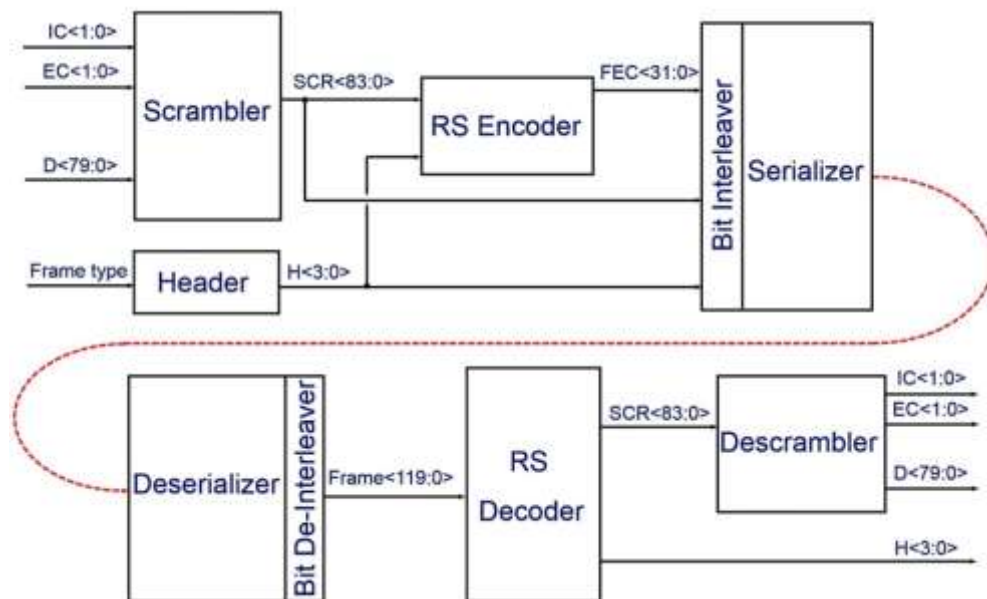 IC<1:0>
EC<1:0>
D<79:0>
Scrambler
SCR<83:0>
RS Encoder
FEC<31:0>
Bit Interleaver
Serializer
Frame type
Header
H<3:0>
Deserializer
Bit De-Interleaver
Frame<119:0>
RS
Decoder
SCR<83:0>
Descrambler
IC<1:0>
EC<1:0>
D<79:0>
H<3:0>